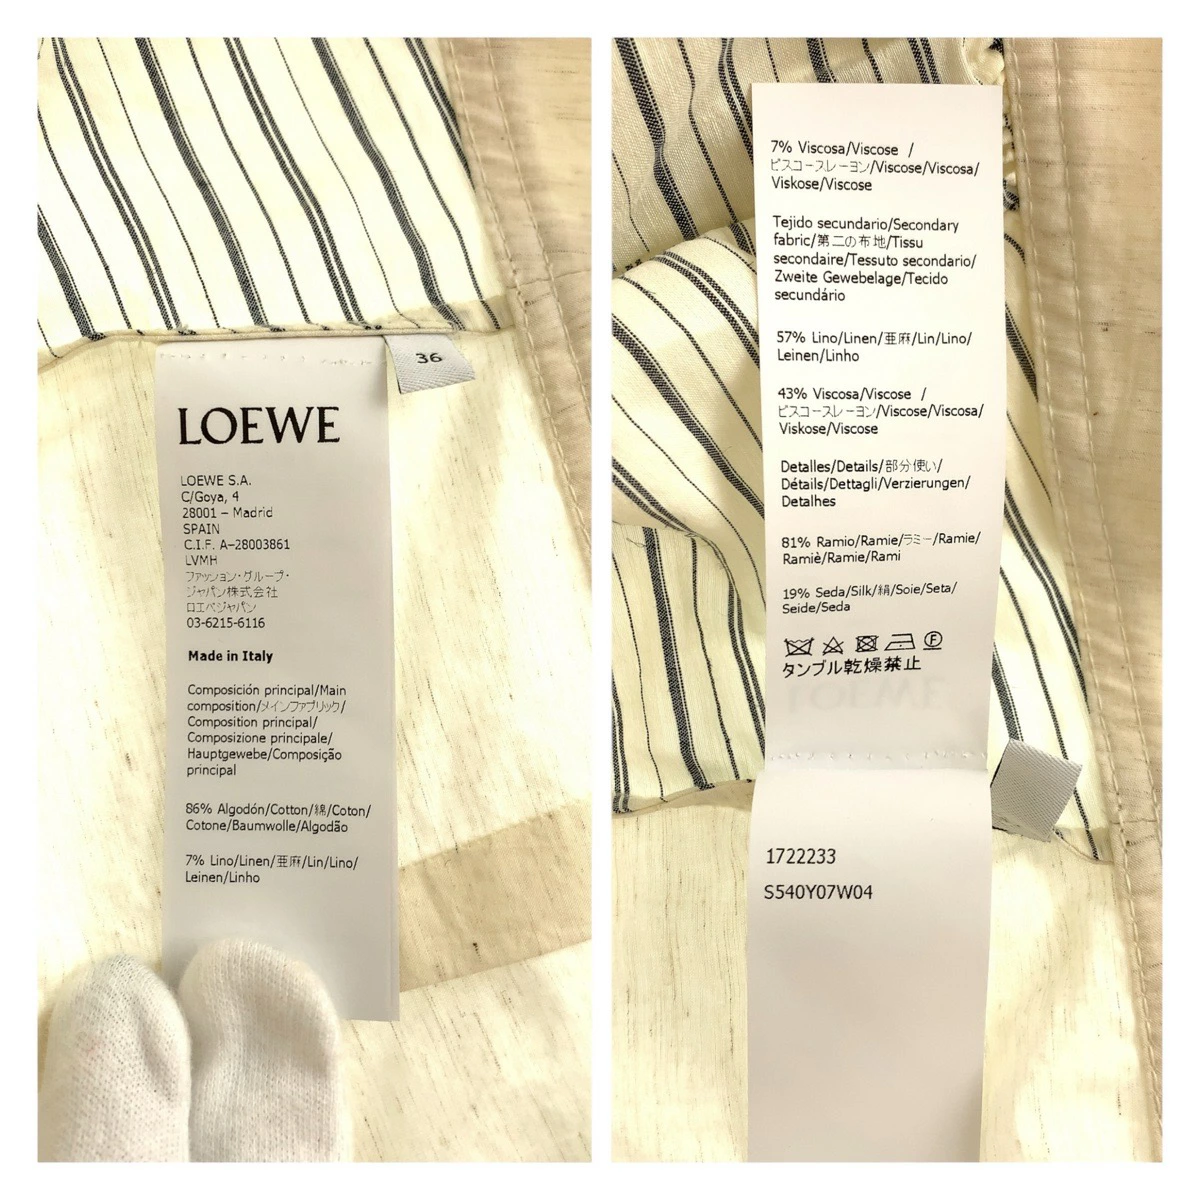 36
LOEWE
LOEWE S.A.
C/Goya, 4
28001 – Madrid
SPAIN
C.I.F. A–28003861
LVMH
ファッション・グループ・
ジャパン株式会社
ロエベジャパン
03-6215-6116
Made in Italy
Composición principal/Main
composition/メインファブリック/
Composition principal/
Composizione principale/
Hauptgewebe/Composição
principal
86% Algodón/Cotton/綿/Coton/
Cotone/Baumwolle/Algodão
7% Lino/Linen/亜麻/Lin/Lino/
Leinen/Linho
7% Viscosa/Viscose /
ビスコースレーヨン/Viscose/Viscosa/
Viskose/Viscose
Tejido secundario/Secondary
fabric/第二の布地/Tissu
secondaire/Tessuto secondario/
Zweite Gewebelage/Tecido
secundário
57% Lino/Linen/亜麻/Lin/Lino/
Leinen/Linho
43% Viscosa/Viscose /
ビスコースレーヨン/Viscose/Viscosa/
Viskose/Viscose
Detalles/Details/部分使い/
Détails/Dettagli/Verzierungen/
Detalhes
81% Ramio/Ramie/ラミー/Ramie/
Ramiè/Ramie/Rami
19% Seda/Silk/絹/Soie/Seta/
Seide/Seda
F
タンブル乾燥禁止
LOEWE
1722233
S540Y07W04